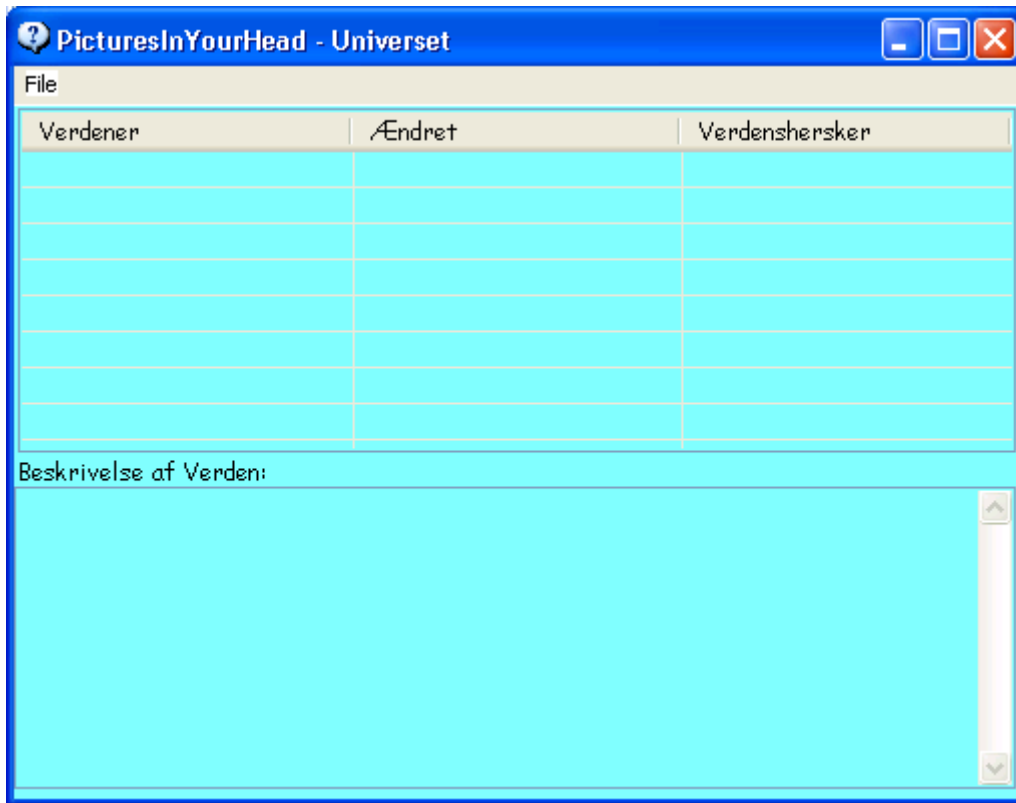 PicturesInYourHead - Universet
File
Verdener Ændret Verdenshersker
Beskrivelse af Verden: